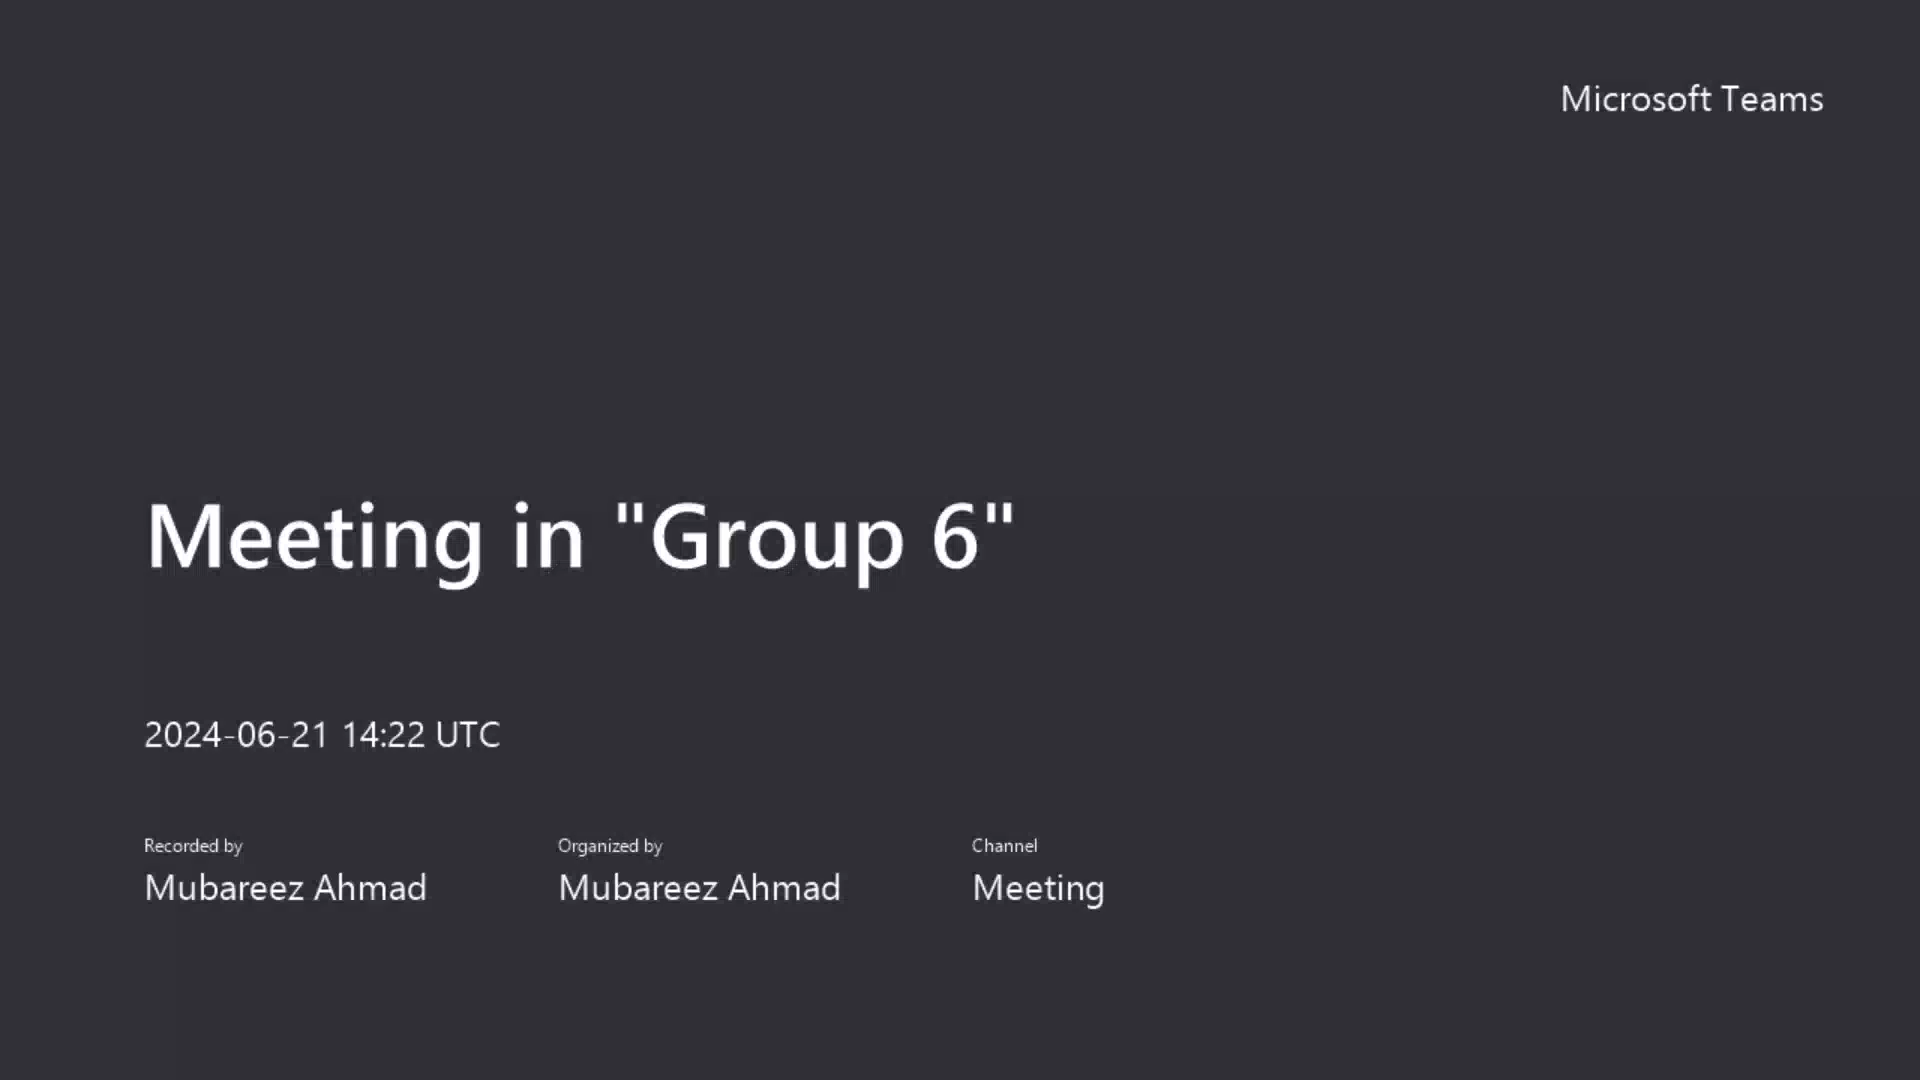 Microsoft Teams
Meeting in "Group 6"
2024-06-21 14:22 UTC
Recorded by
Mubareez Ahmad
Organized by
Mubareez Ahmad
Channel
Meeting